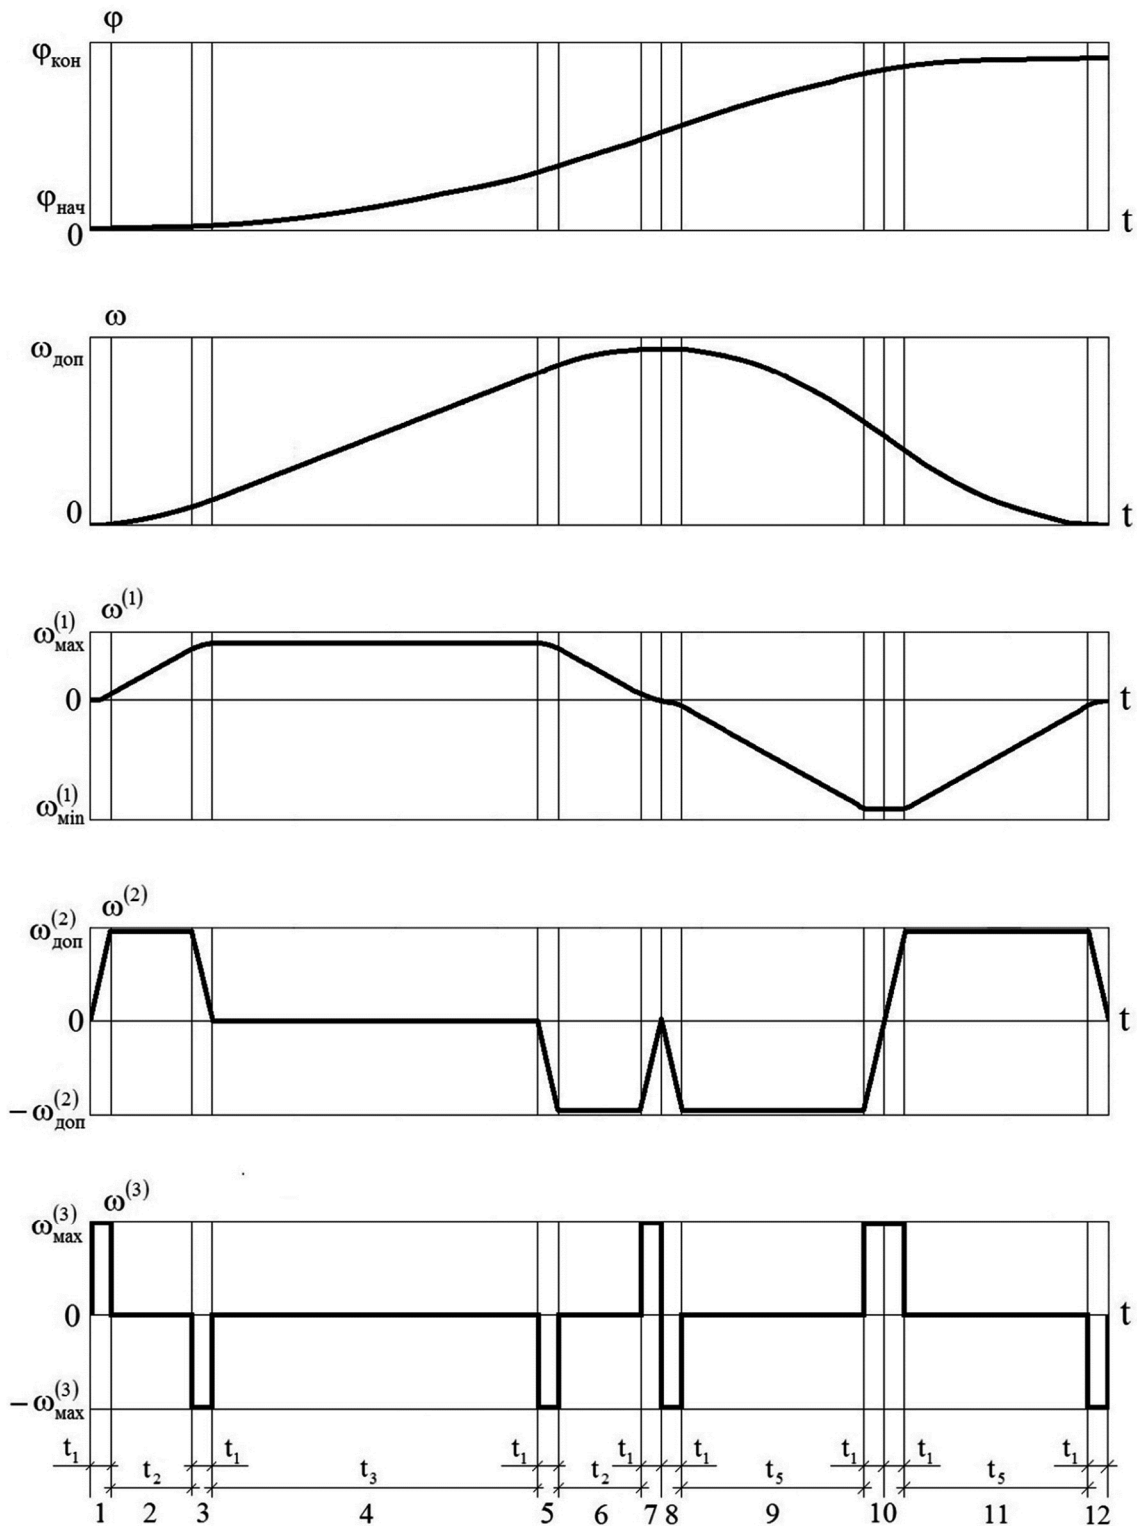 φ
φкон
φнач
0
t
ω
ωдоп
0
t
ω⁽¹⁾
ω⁽¹⁾мах
0
t
ω⁽¹⁾min
ω⁽²⁾
ω⁽²⁾доп
0
t
−ω⁽²⁾доп
ω⁽³⁾
ω⁽³⁾мах
0
t
−ω⁽³⁾мах
t₁ t₁ t₁ t₁ t₁ t₁ t₁ t₁
t₂ t₃ t₂ t₅ t₅
1 2 3 4 5 6 7 8 9 10 11 12